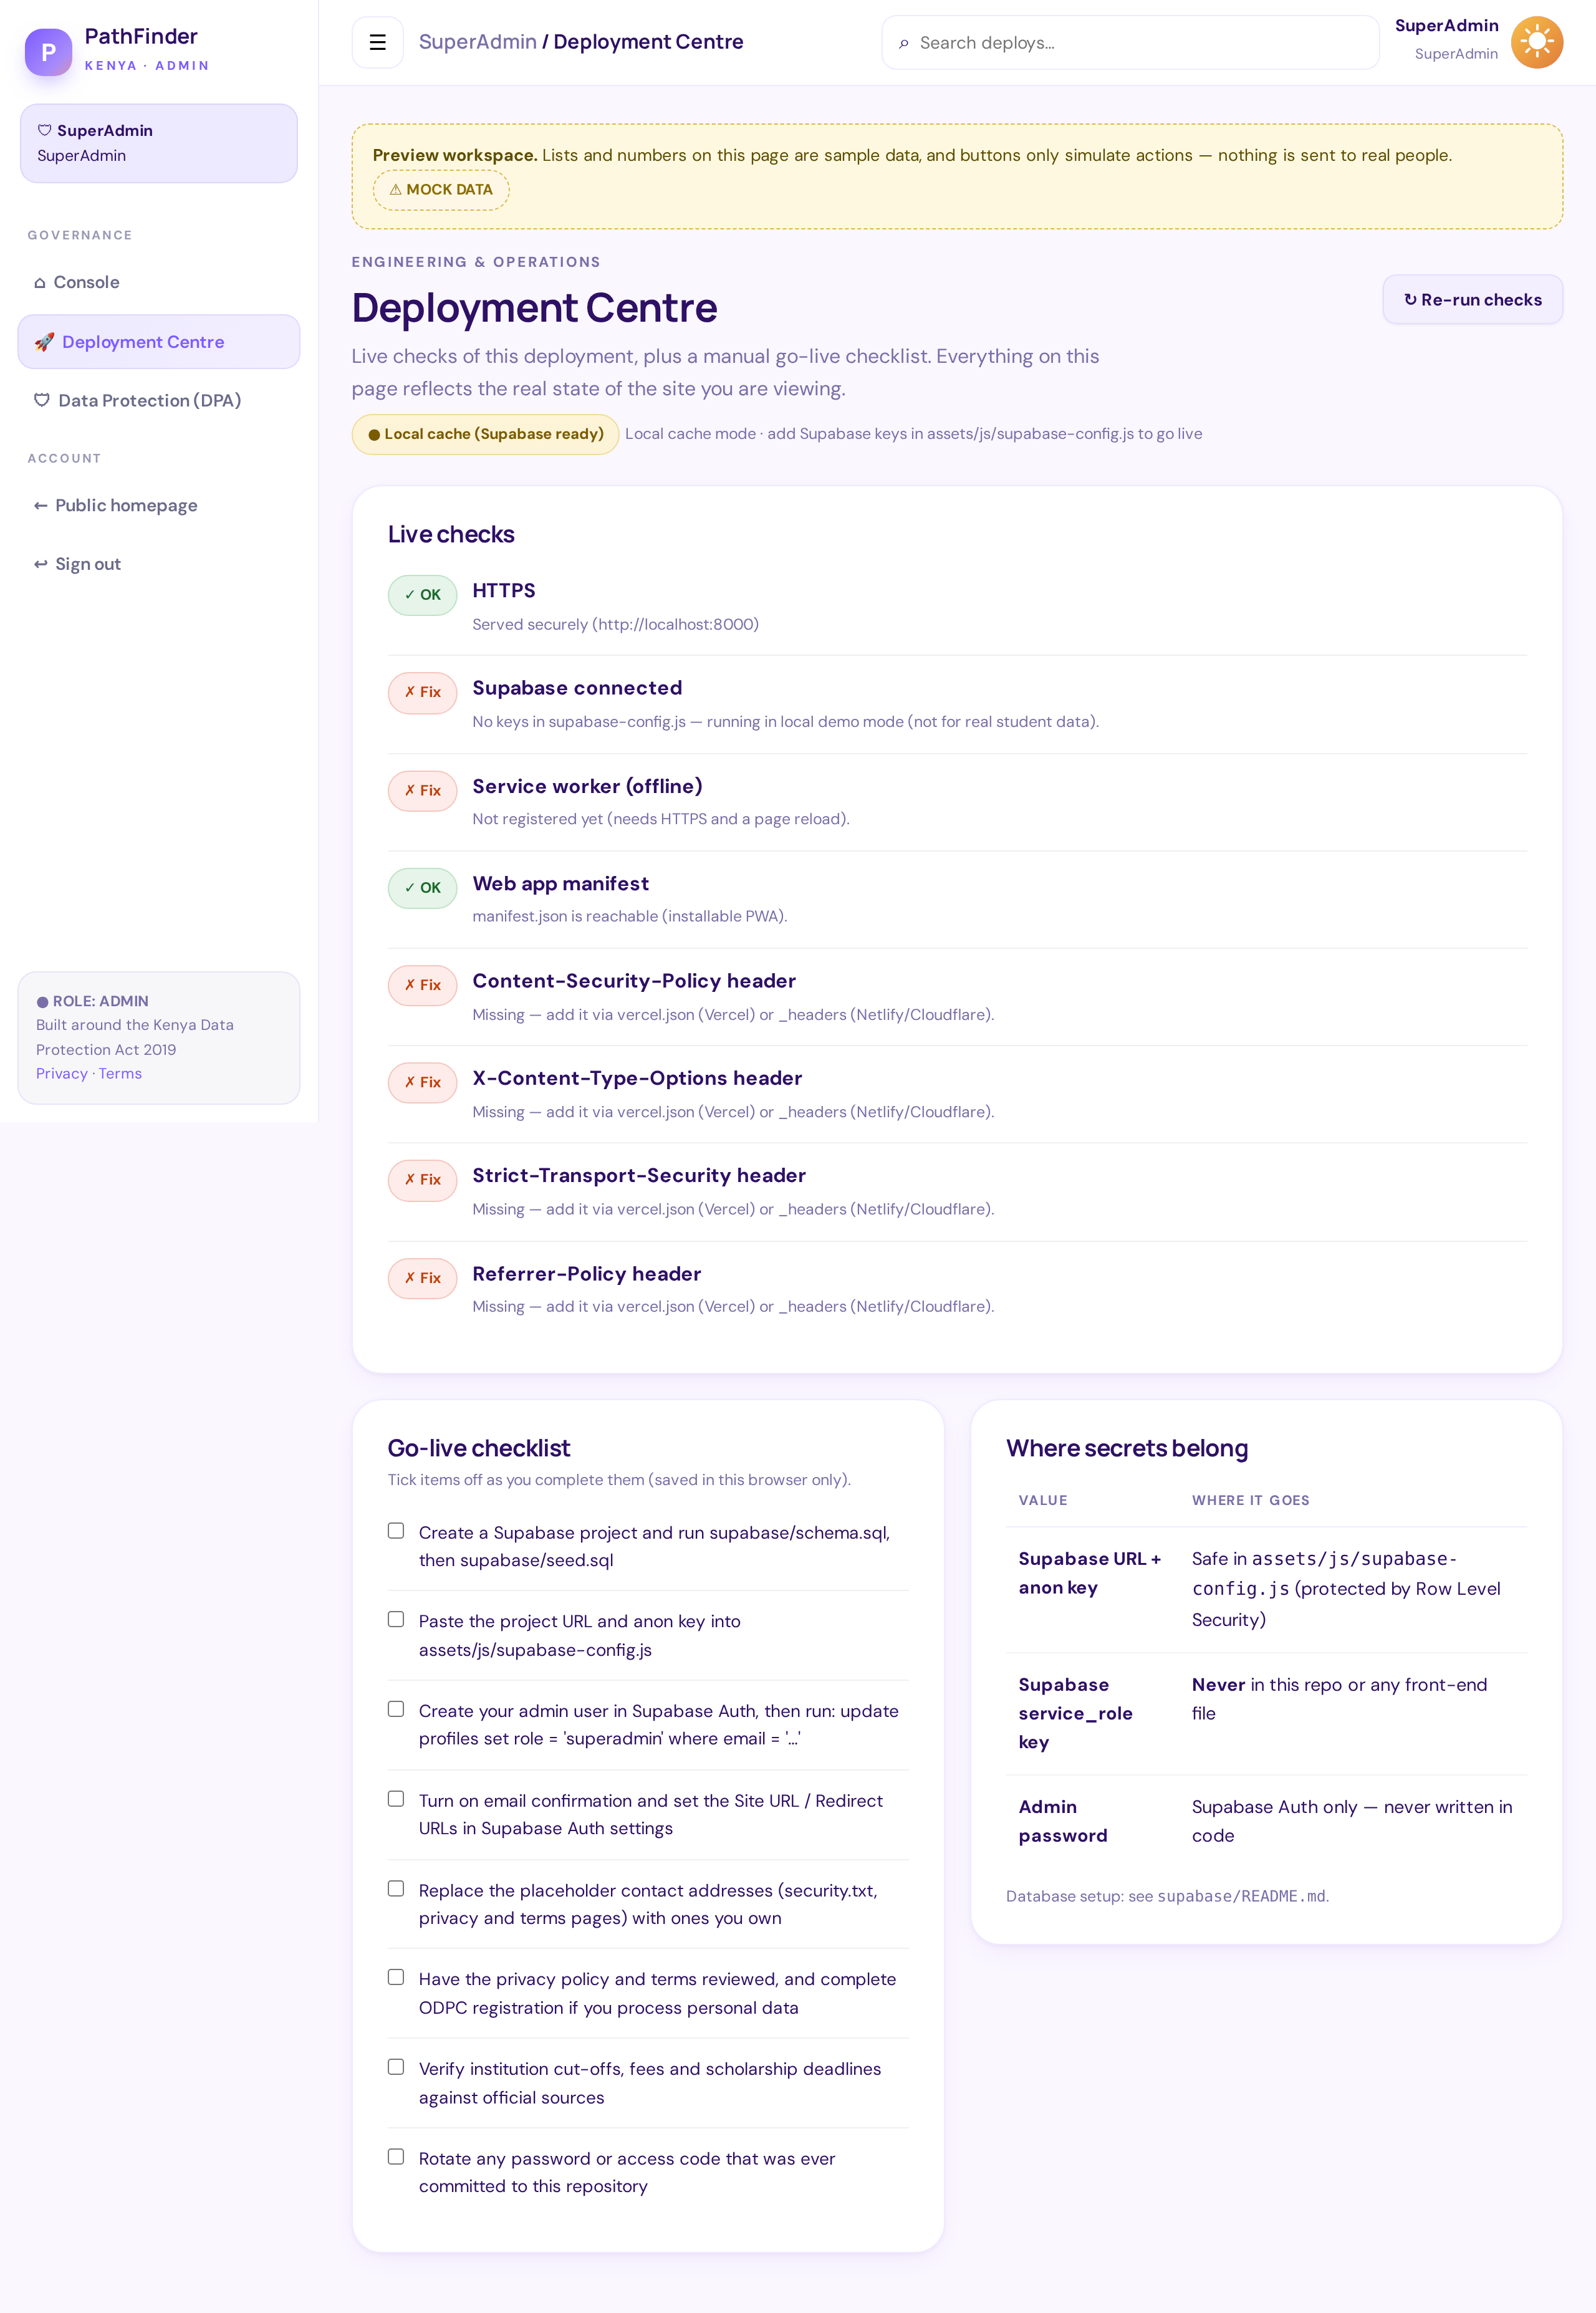 P
PathFinder
KENYA · ADMIN
🛡 SuperAdmin
SuperAdmin
GOVERNANCE
⌂ Console
🚀 Deployment Centre
🛡 Data Protection (DPA)
ACCOUNT
← Public homepage
↩ Sign out
● ROLE: ADMIN
Built around the Kenya Data
Protection Act 2019
Privacy · Terms
☰
SuperAdmin / Deployment Centre
⌕ Search deploys…
SuperAdmin
SuperAdmin
Preview workspace. Lists and numbers on this page are sample data, and buttons only simulate actions — nothing is sent to real people.
⚠ MOCK DATA
ENGINEERING & OPERATIONS
Deployment Centre
↻ Re-run checks
Live checks of this deployment, plus a manual go-live checklist. Everything on this
page reflects the real state of the site you are viewing.
● Local cache (Supabase ready) Local cache mode · add Supabase keys in assets/js/supabase-config.js to go live
Live checks
✓ OK HTTPS
Served securely (http://localhost:8000)
✗ Fix Supabase connected
No keys in supabase-config.js — running in local demo mode (not for real student data).
✗ Fix Service worker (offline)
Not registered yet (needs HTTPS and a page reload).
✓ OK Web app manifest
manifest.json is reachable (installable PWA).
✗ Fix Content-Security-Policy header
Missing — add it via vercel.json (Vercel) or _headers (Netlify/Cloudflare).
✗ Fix X-Content-Type-Options header
Missing — add it via vercel.json (Vercel) or _headers (Netlify/Cloudflare).
✗ Fix Strict-Transport-Security header
Missing — add it via vercel.json (Vercel) or _headers (Netlify/Cloudflare).
✗ Fix Referrer-Policy header
Missing — add it via vercel.json (Vercel) or _headers (Netlify/Cloudflare).
Go-live checklist
Tick items off as you complete them (saved in this browser only).
Create a Supabase project and run supabase/schema.sql,
then supabase/seed.sql
Paste the project URL and anon key into
assets/js/supabase-config.js
Create your admin user in Supabase Auth, then run: update
profiles set role = 'superadmin' where email = '…'
Turn on email confirmation and set the Site URL / Redirect
URLs in Supabase Auth settings
Replace the placeholder contact addresses (security.txt,
privacy and terms pages) with ones you own
Have the privacy policy and terms reviewed, and complete
ODPC registration if you process personal data
Verify institution cut-offs, fees and scholarship deadlines
against official sources
Rotate any password or access code that was ever
committed to this repository
Where secrets belong
VALUE WHERE IT GOES
Supabase URL + Safe in assets/js/supabase-
anon key config.js (protected by Row Level
Security)
Supabase Never in this repo or any front-end
service_role file
key
Admin Supabase Auth only — never written in
password code
Database setup: see supabase/README.md.